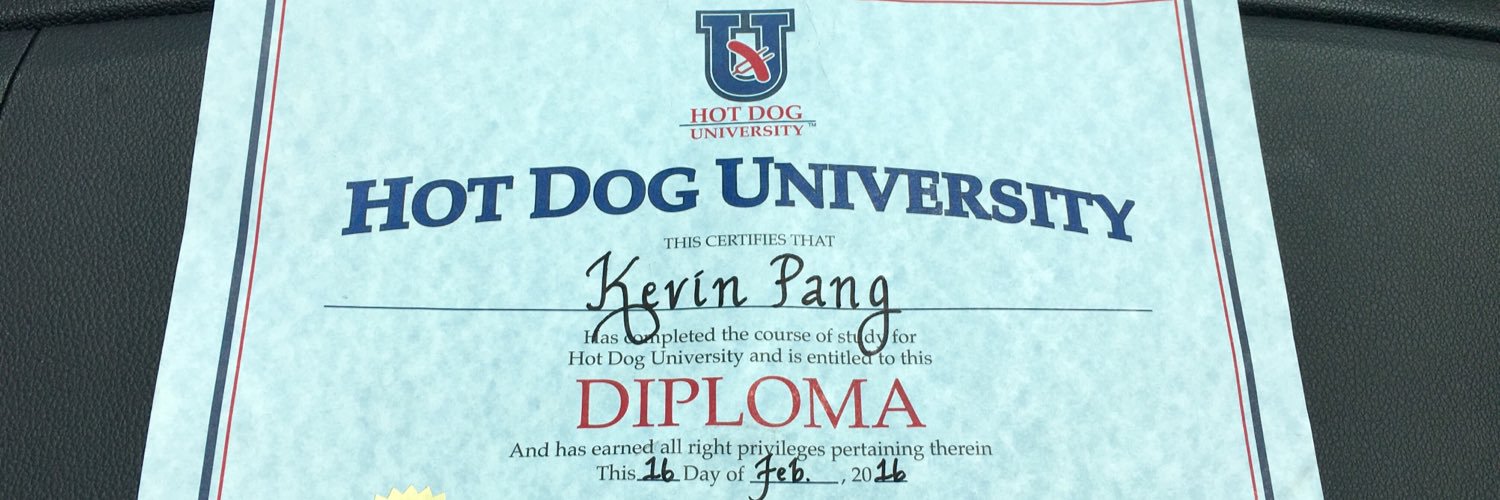 U
HOT DOG
UNIVERSITY™
HOT DOG UNIVERSITY
THIS CERTIFIES THAT
Kevin Pang
Has completed the course of study for
Hot Dog University and is entitled to this
DIPLOMA
And has earned all right privileges pertaining therein
This 16 Day of Feb. , 2016